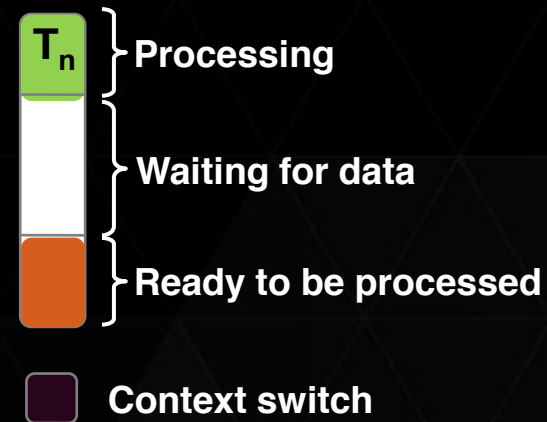 Tn
Processing
Waiting for data
Ready to be processed
Context switch